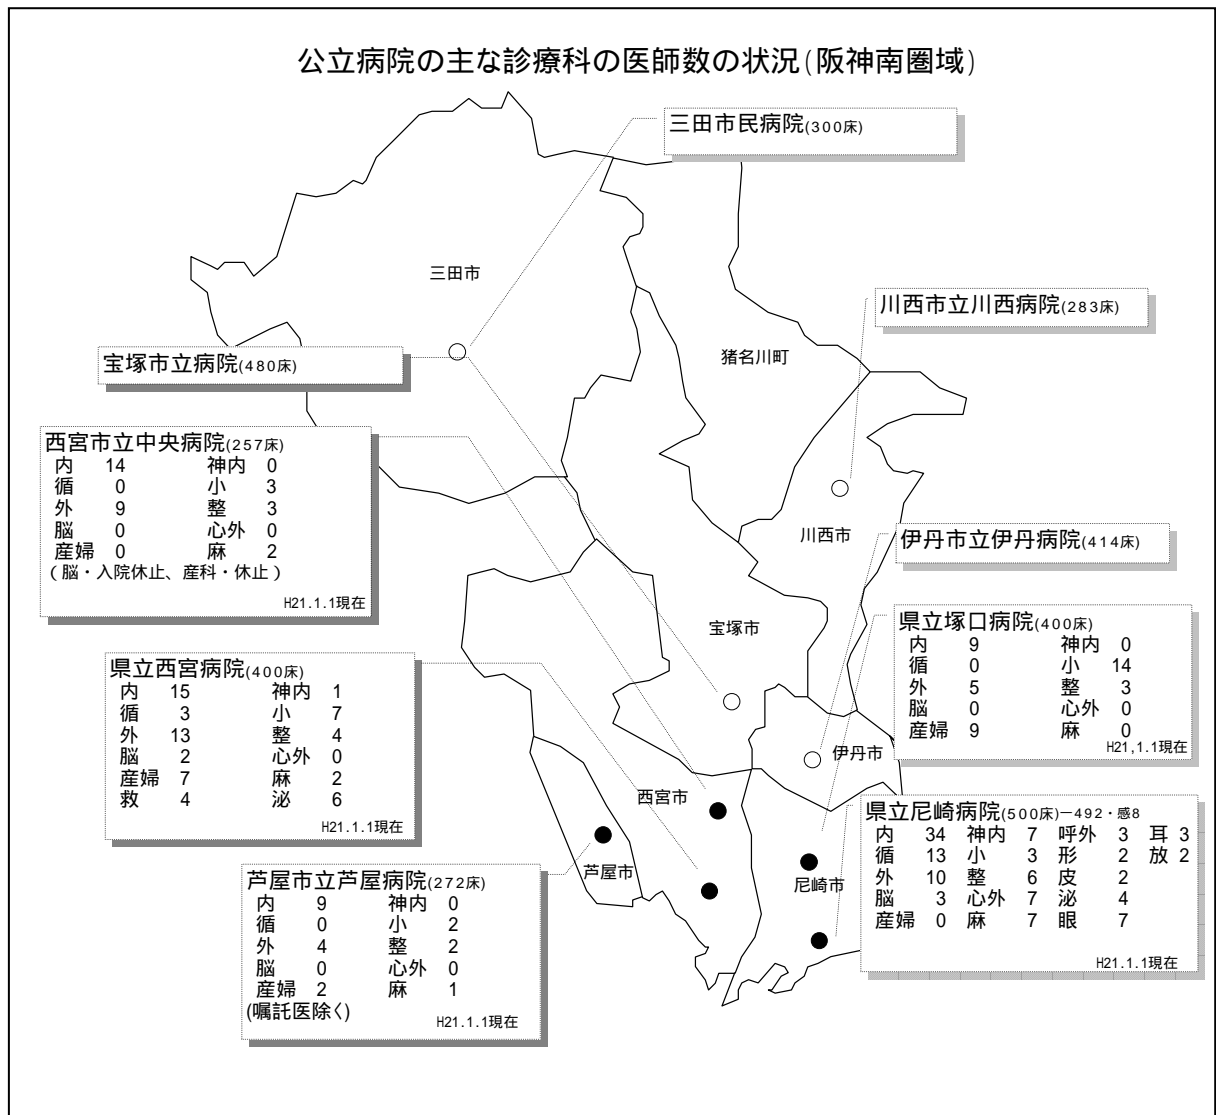 公立病院の主な診療科の医師数の状況(阪神南圏域)
三田市民病院(300床)
三田市
川西市立川西病院(283床)
猪名川町
宝塚市立病院(480床)
西宮市立中央病院(257床)
内 14 神内 0
循 0 小 3
外 9 整 3
脳 0 心外 0
産婦 0 麻 2
(脳・入院休止、産科・休止)
H21.1.1現在
川西市
伊丹市立伊丹病院(414床)
宝塚市
県立塚口病院(400床)
内 9 神内 0
循 0 小 14
外 5 整 3
脳 0 心外 0
産婦 9 麻 0
H21,1.1現在
県立西宮病院(400床)
内 15 神内 1
循 3 小 7
外 13 整 4
脳 2 心外 0
産婦 7 麻 2
救 4 泌 6
H21.1.1現在
伊丹市
西宮市
県立尼崎病院(500床)―492・感8
内 34 神内 7 呼外 3 耳 3
循 13 小 3 形 2 放 2
外 10 整 6 皮 2
脳 3 心外 7 泌 4
産婦 0 麻 7 眼 7
H21.1.1現在
芦屋市
尼崎市
芦屋市立芦屋病院(272床)
内 9 神内 0
循 0 小 2
外 4 整 2
脳 0 心外 0
産婦 2 麻 1
(嘱託医除く)
H21.1.1現在